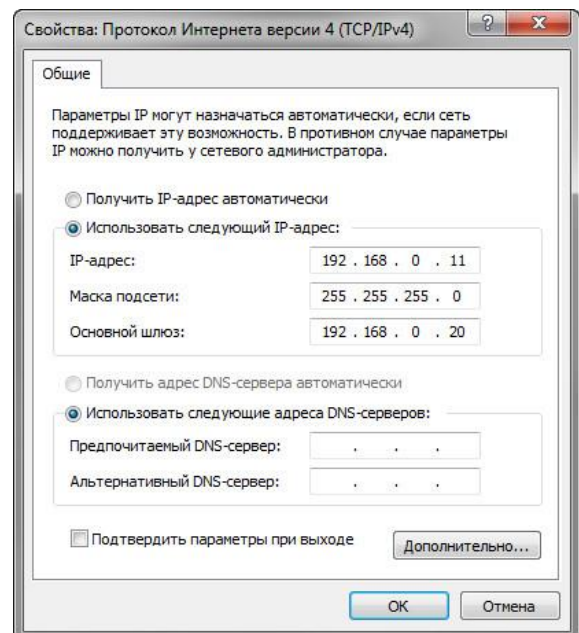 Свойства: Протокол Интернета версии 4 (TCP/IPv4)
Общие
Параметры IP могут назначаться автоматически, если сеть
поддерживает эту возможность. В противном случае параметры
IP можно получить у сетевого администратора.
Получить IP-адрес автоматически
Использовать следующий IP-адрес:
IP-адрес: 192 . 168 . 0 . 11
Маска подсети: 255 . 255 . 255 . 0
Основной шлюз: 192 . 168 . 0 . 20
Получить адрес DNS-сервера автоматически
Использовать следующие адреса DNS-серверов:
Предпочитаемый DNS-сервер: . . .
Альтернативный DNS-сервер: . . .
Подтвердить параметры при выходе
Дополнительно...
ОК Отмена